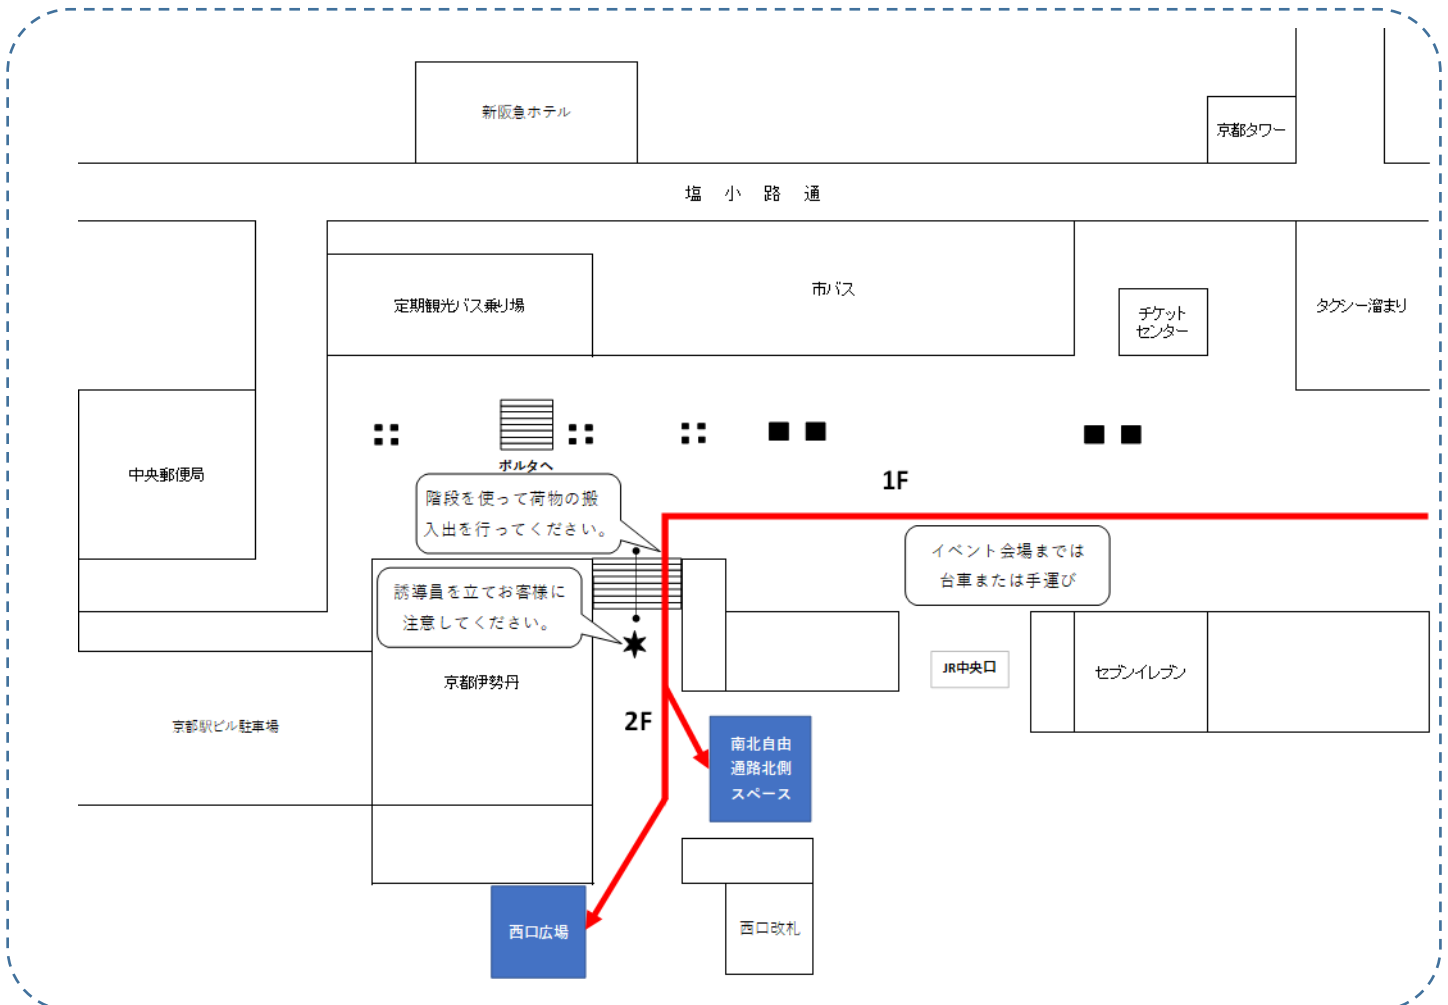 新阪急ホテル
京都タワー
塩小路通
定期観光バス乗り場
市バス
チケット
センター
タクシー溜まり
中央郵便局
ポルタへ
1F
階段を使って荷物の搬
入出を行ってください。
イベント会場までは
台車または手運び
誘導員を立てお客様に
注意してください。
京都伊勢丹
JR中央口
セブンイレブン
京都駅ビル駐車場
2F
南北自由
通路北側
スペース
西口広場
西口改札